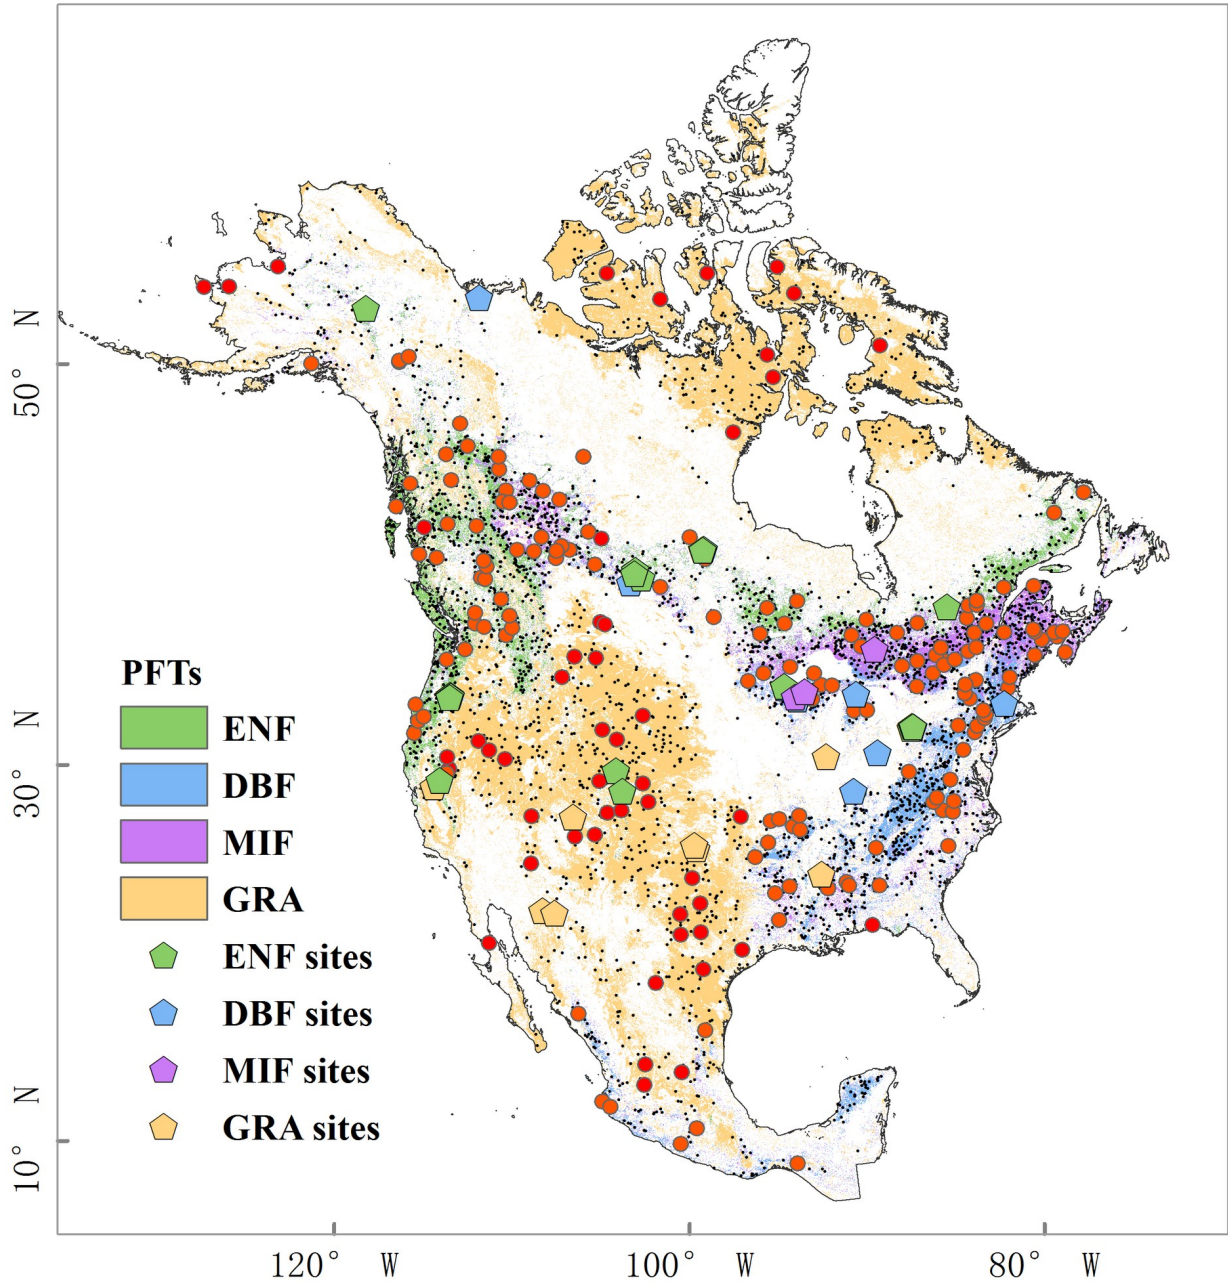 50° N
30° N
10° N
PFTs
ENF
DBF
MIF
GRA
ENF sites
DBF sites
MIF sites
GRA sites
120° W
100° W
80° W